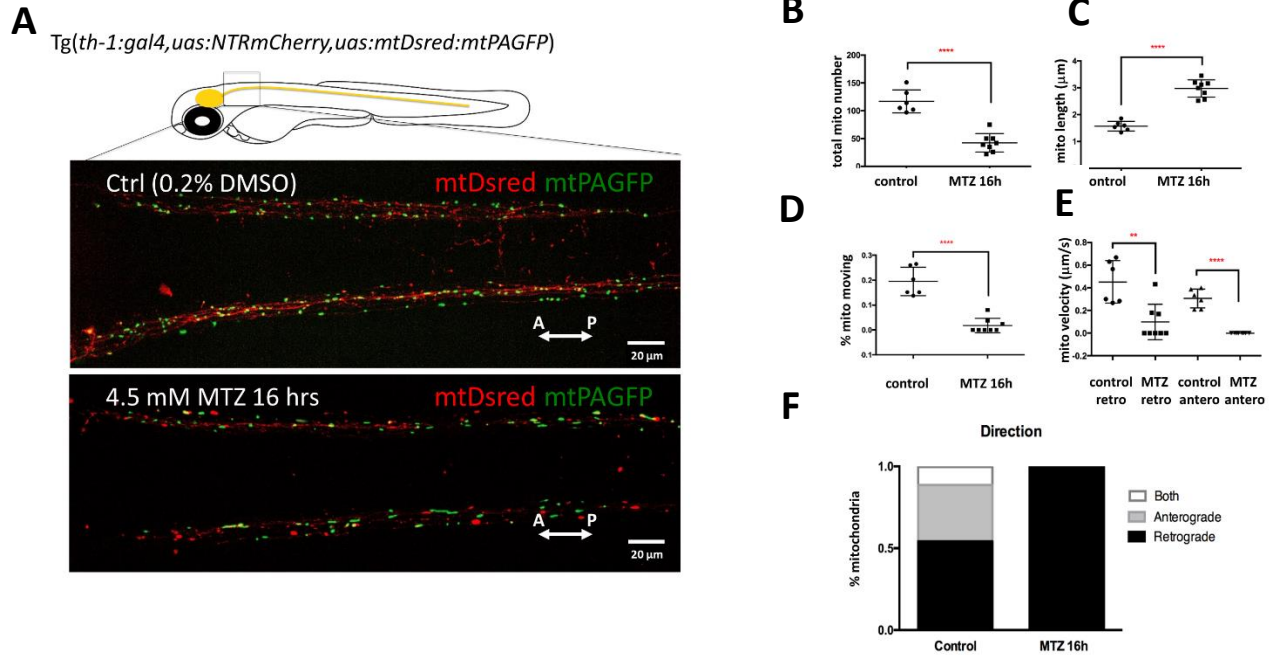 A
Tg(th-1:gal4,uas:NTRmCherry,uas:mtDsred:mtPAGFP)
Ctrl (0.2% DMSO)
mtDsred mtPAGFP
A P
20 µm
4.5 mM MTZ 16 hrs
mtDsred mtPAGFP
A P
20 µm
B
total mito number
200
150
100
50
0
****
control MTZ 16h
C
mito length (µm)
4
3
2
1
****
ontrol MTZ 16h
D
% mito moving
0.3
0.2
0.1
0.0
0.1
****
control MTZ 16h
E
mito velocity (µm/s)
0.8
0.6
0.4
0.2
0.0
-0.2
**
****
control MTZ control MTZ
retro retro antero antero
F
Direction
% mitochondria
1.0
0.5
0.0
Control MTZ 16h
Both
Anterograde
Retrograde